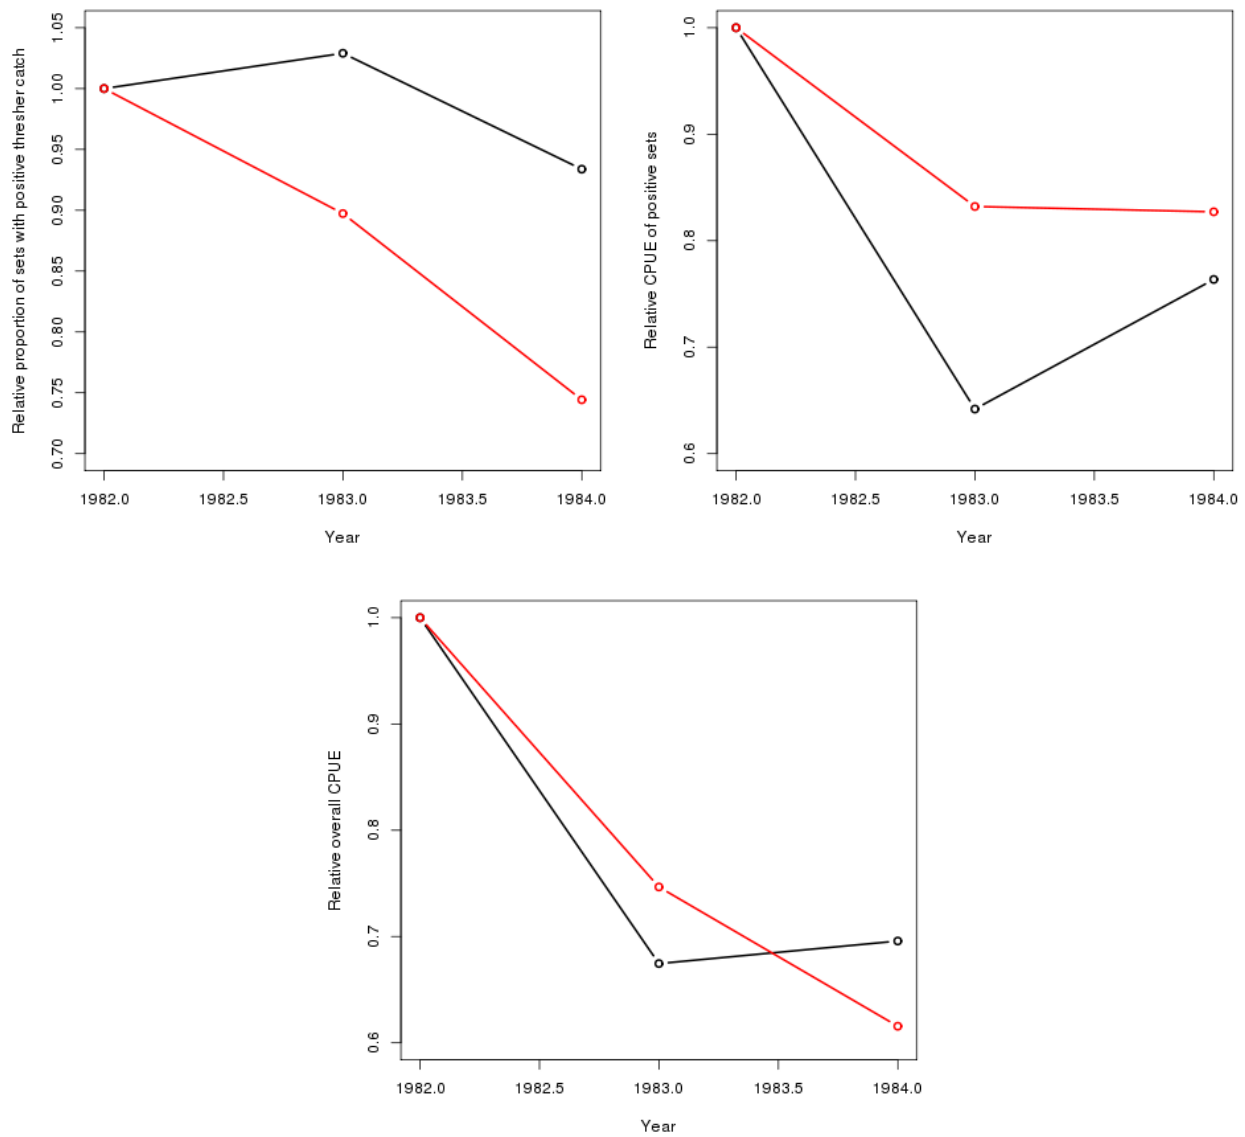 Relative proportion of sets with positive thresher catch
1.05
1.00
0.95
0.90
0.85
0.80
0.75
0.70
1982.0 1982.5 1983.0 1983.5 1984.0
Year
Relative CPUE of positive sets
1.0
0.9
0.8
0.7
0.6
1982.0 1982.5 1983.0 1983.5 1984.0
Year
Relative overall CPUE
1.0
0.9
0.8
0.7
0.6
1982.0 1982.5 1983.0 1983.5 1984.0
Year